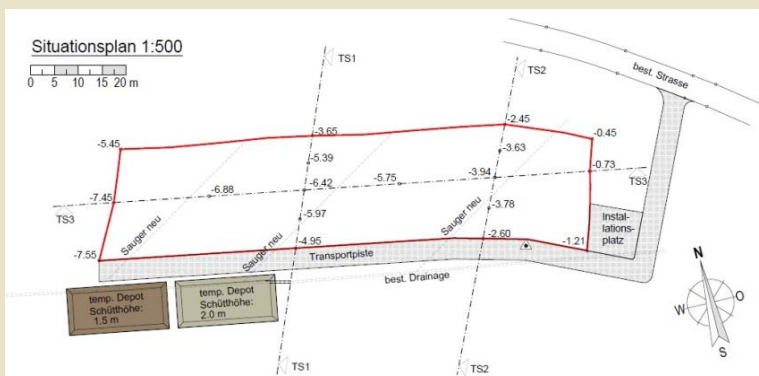 Situationsplan 1:500
0 5 10 15 20 m
TS1
TS2
best. Strasse
-5.45
-3.65
-2.45
-0.45
-5.39
-3.63
-0.73
-7.45
-6.88
-6.42
-5.75
-3.94
TS3
TS3
-5.97
-3.78
Sauger neu
Sauger neu
Sauger neu
Instal-
lations-
platz
-7.55
-4.95
-2.60
-1.21
Transportpiste
best. Drainage
temp. Depot
Schütthöhe:
1.5 m
temp. Depot
Schütthöhe:
2.0 m
TS1
TS2
N
O
W
S